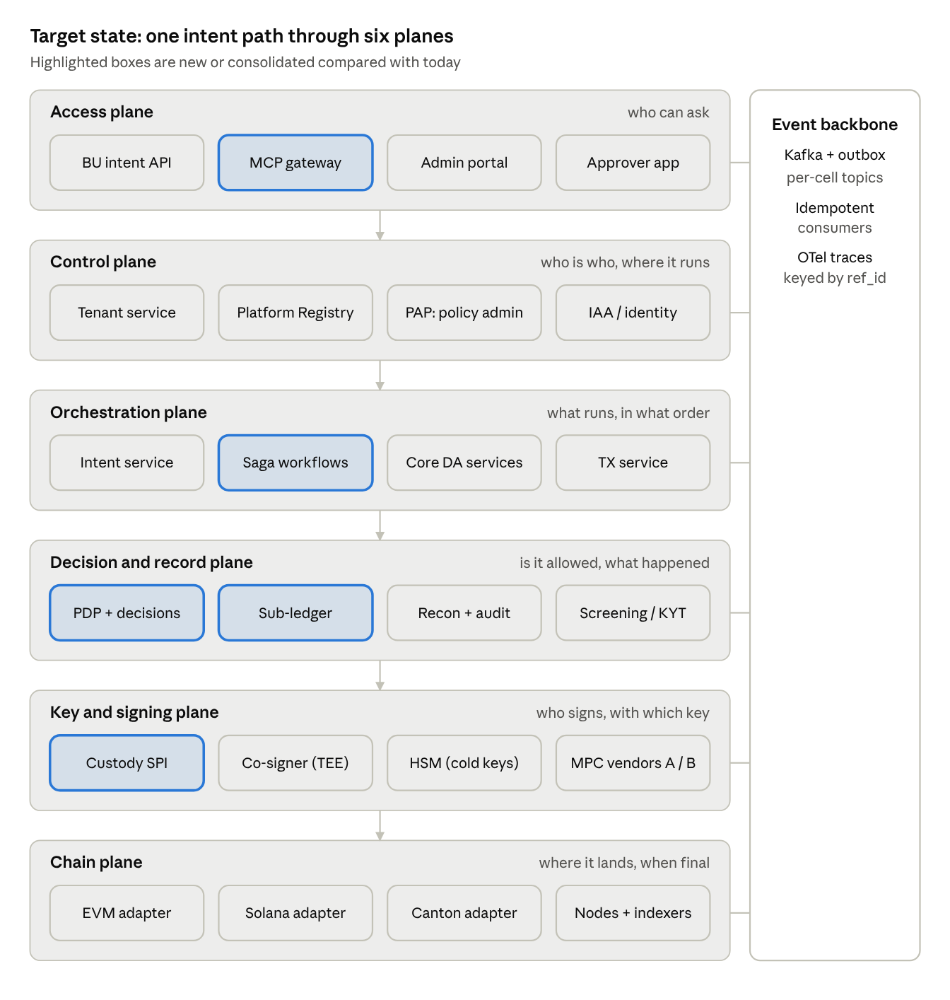 Target state: one intent path through six planes
Highlighted boxes are new or consolidated compared with today
Access plane
who can ask
BU intent API
MCP gateway
Admin portal
Approver app
Control plane
who is who, where it runs
Tenant service
Platform Registry
PAP: policy admin
IAA / identity
Orchestration plane
what runs, in what order
Intent service
Saga workflows
Core DA services
TX service
Decision and record plane
is it allowed, what happened
PDP + decisions
Sub-ledger
Recon + audit
Screening / KYT
Key and signing plane
who signs, with which key
Custody SPI
Co-signer (TEE)
HSM (cold keys)
MPC vendors A / B
Chain plane
where it lands, when final
EVM adapter
Solana adapter
Canton adapter
Nodes + indexers
Event backbone
Kafka + outbox
per-cell topics
Idempotent
consumers
OTel traces
keyed by ref_id